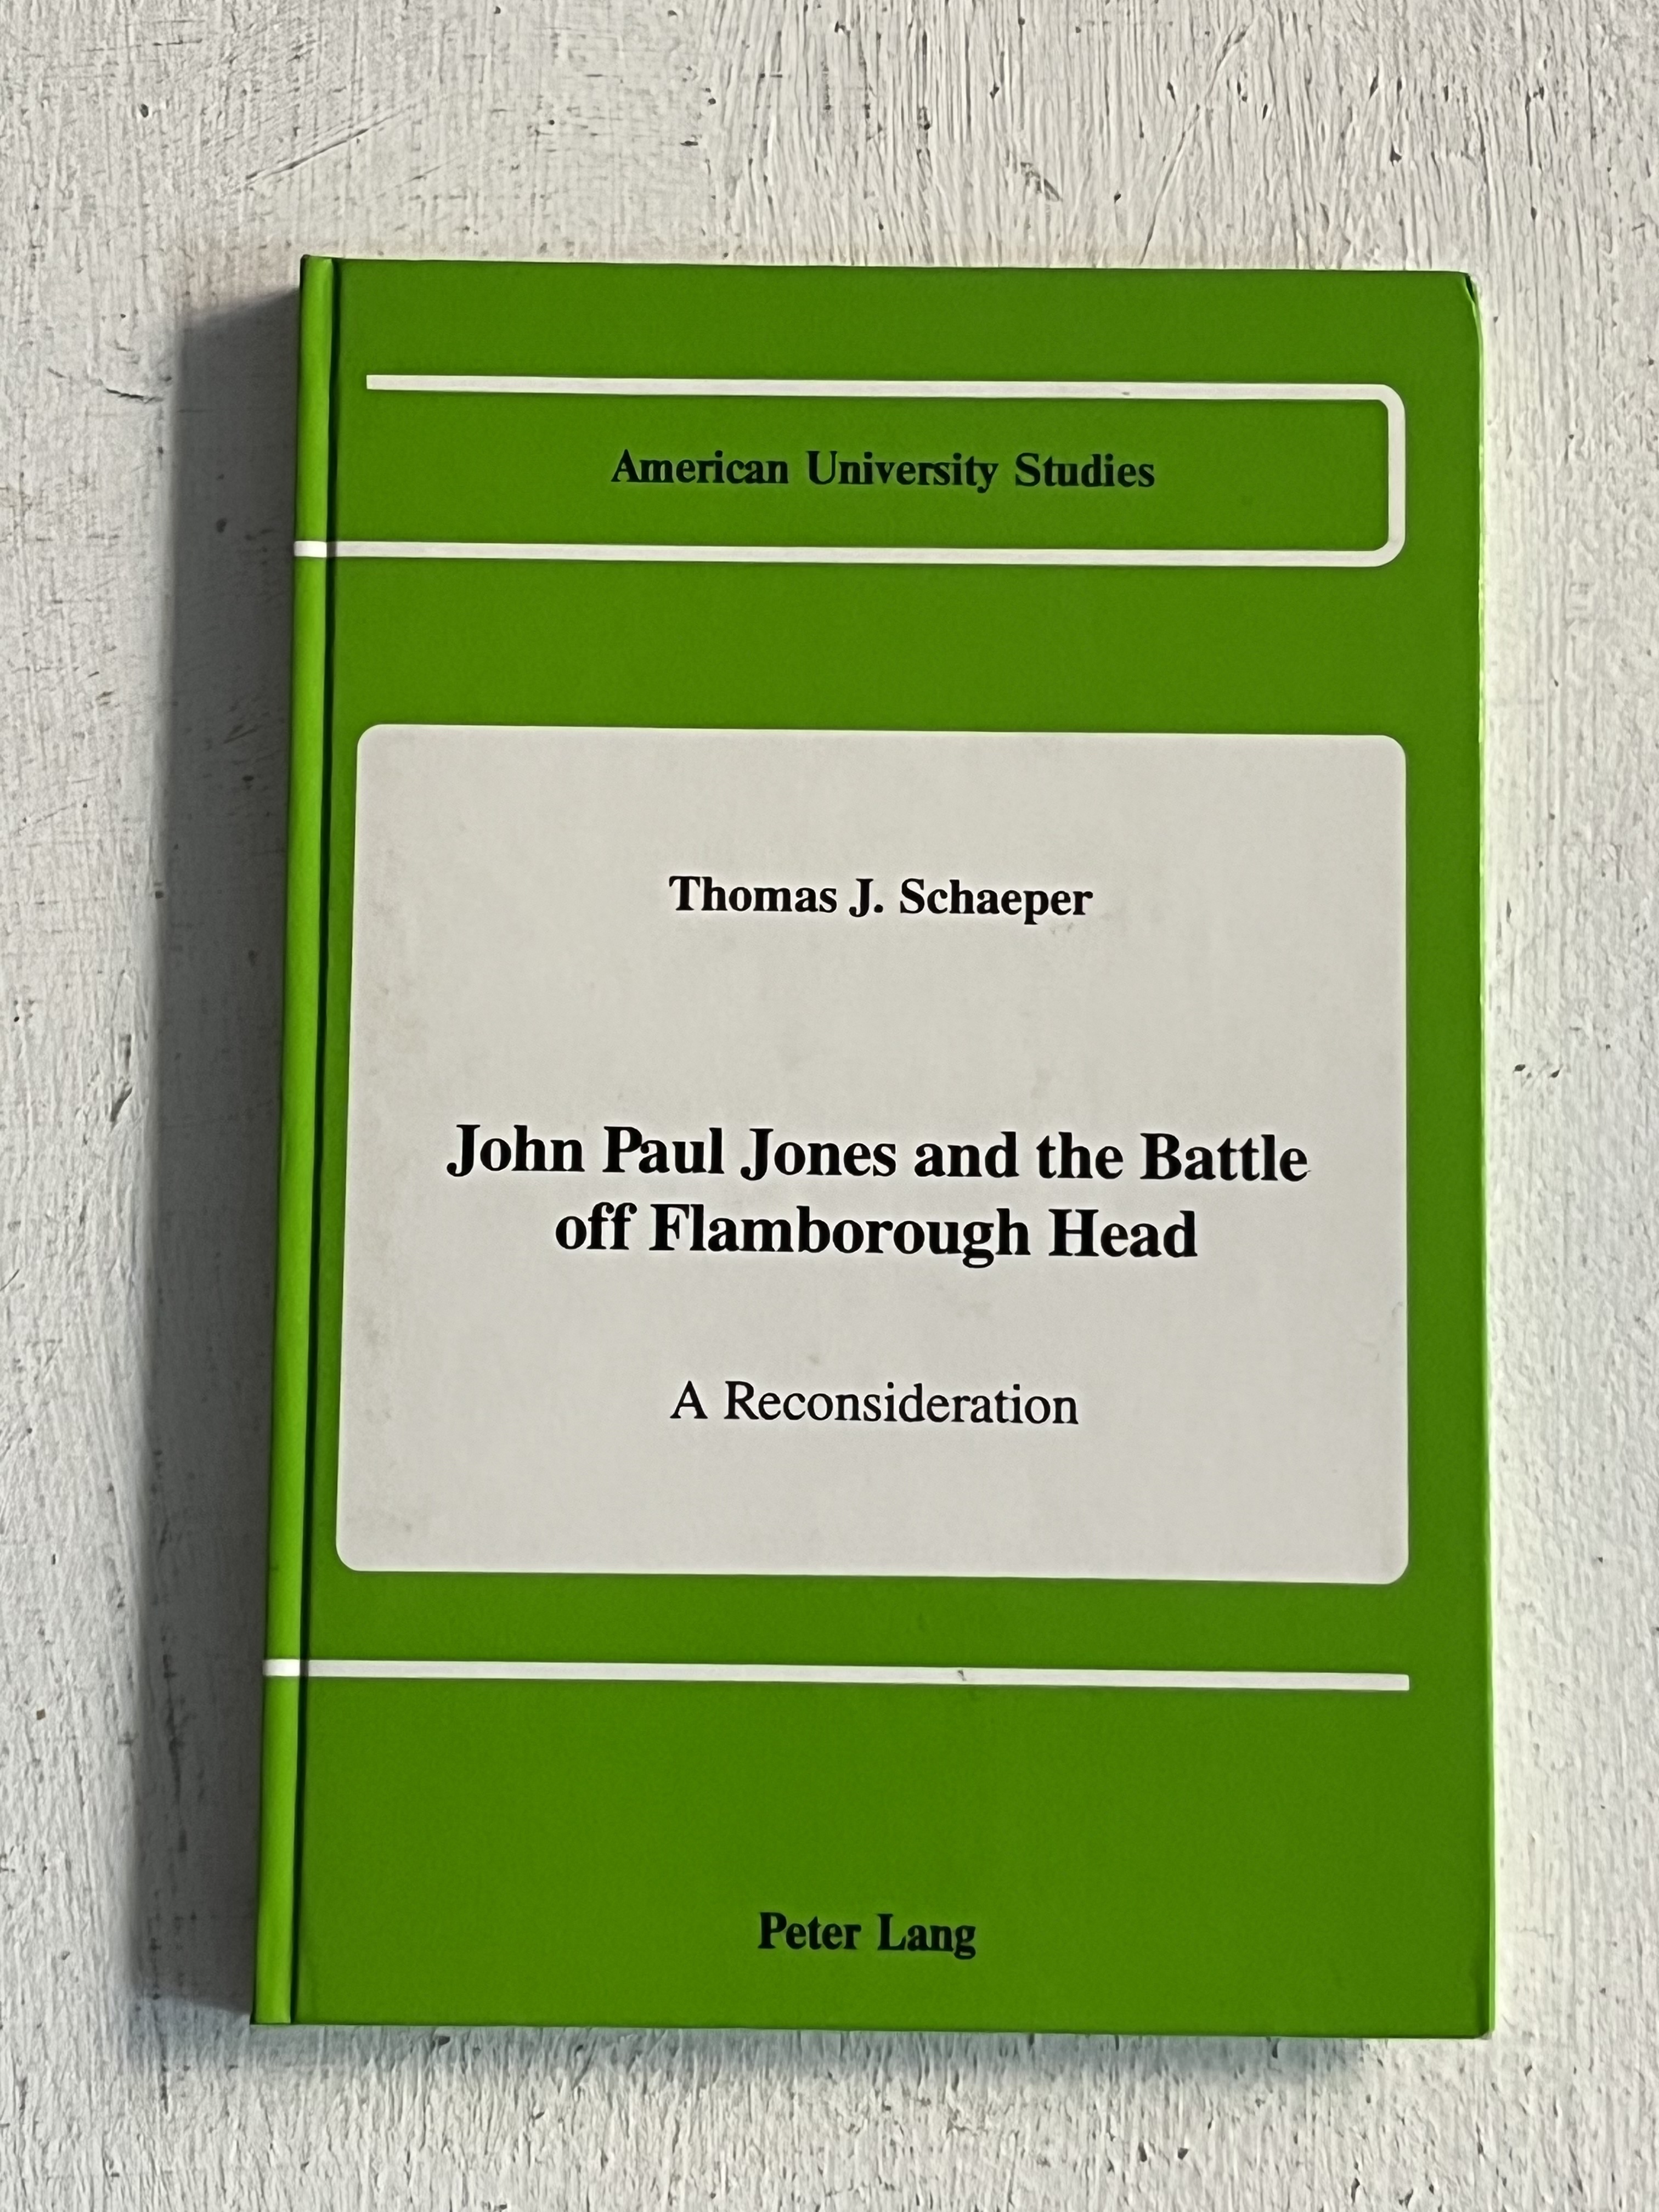 American University Studies
Thomas J. Schaeper
John Paul Jones and the Battle
off Flamborough Head
A Reconsideration
Peter Lang